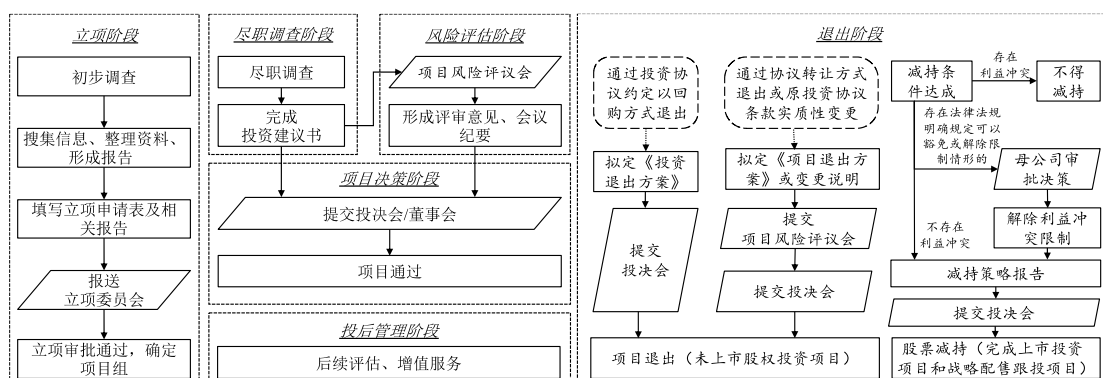 立项阶段
初步调查
搜集信息、整理资料、
形成报告
填写立项申请表及相
关报告
报送
立项委员会
立项审批通过，确定
项目组
尽职调查阶段
尽职调查
完成
投资建议书
风险评估阶段
项目风险评议会
形成评审意见、会议
纪要
项目决策阶段
提交投决会/董事会
项目通过
投后管理阶段
后续评估、增值服务
退出阶段
通过投资协
议约定以回
购方式退出
拟定《投资
退出方案》
提交
投决会
通过协议转让方式
退出或原投资协议
条款实质性变更
拟定《项目退出方
案》或变更说明
提交
项目风险评议会
提交投决会
项目退出（未上市股权投资项目）
减持条
件达成
存在
利益冲突
不得
减持
存在法律法规
明确规定可以
豁免或解除限
制情形的
母公司审
批决策
解除利益冲
突限制
不存在
利益冲突
减持策略报告
提交投决会
股票减持（完成上市投资
项目和战略配售跟投项目）